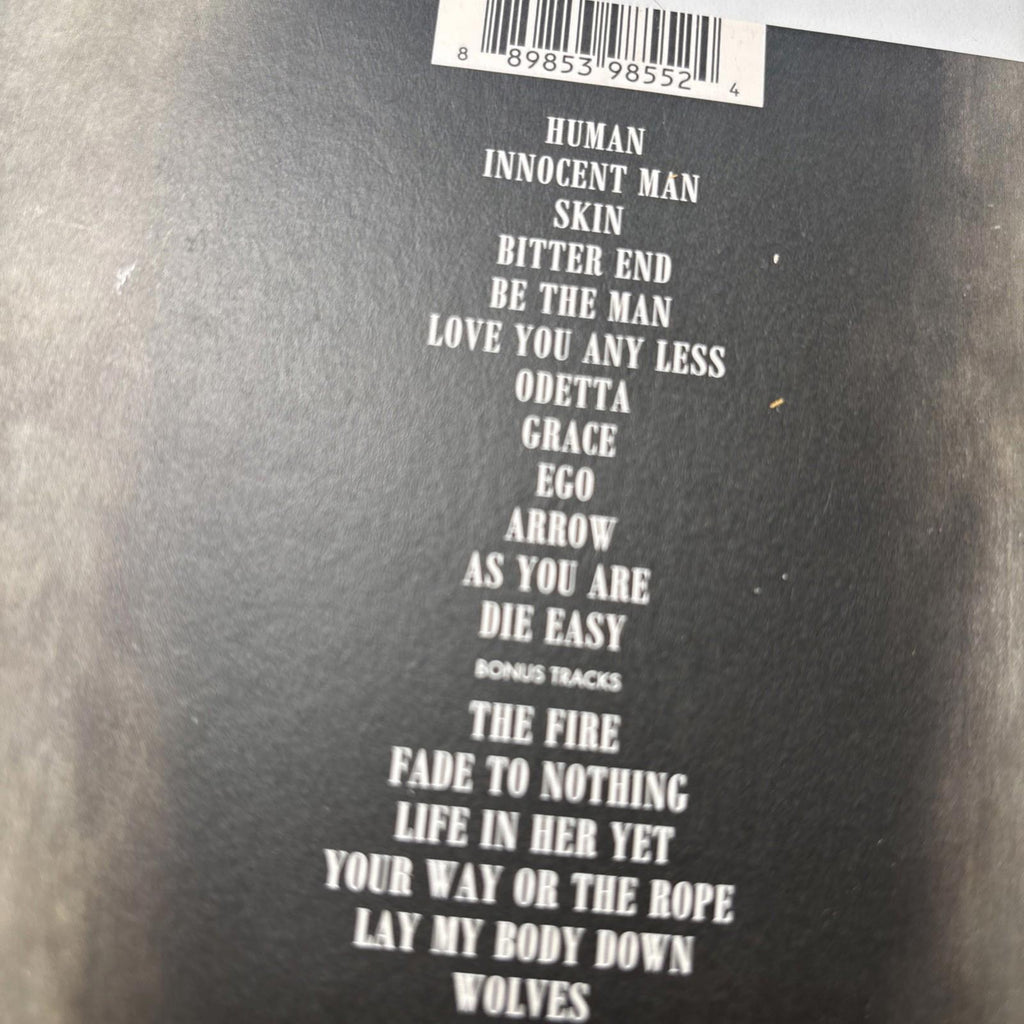 8 89853 98552 4
HUMAN
INNOCENT MAN
SKIN
BITTER END
BE THE MAN
LOVE YOU ANY LESS
ODETTA
GRACE
EGO
ARROW
AS YOU ARE
DIE EASY
BONUS TRACKS
THE FIRE
FADE TO NOTHING
LIFE IN HER YET
YOUR WAY OR THE ROPE
LAY MY BODY DOWN
WOLVES